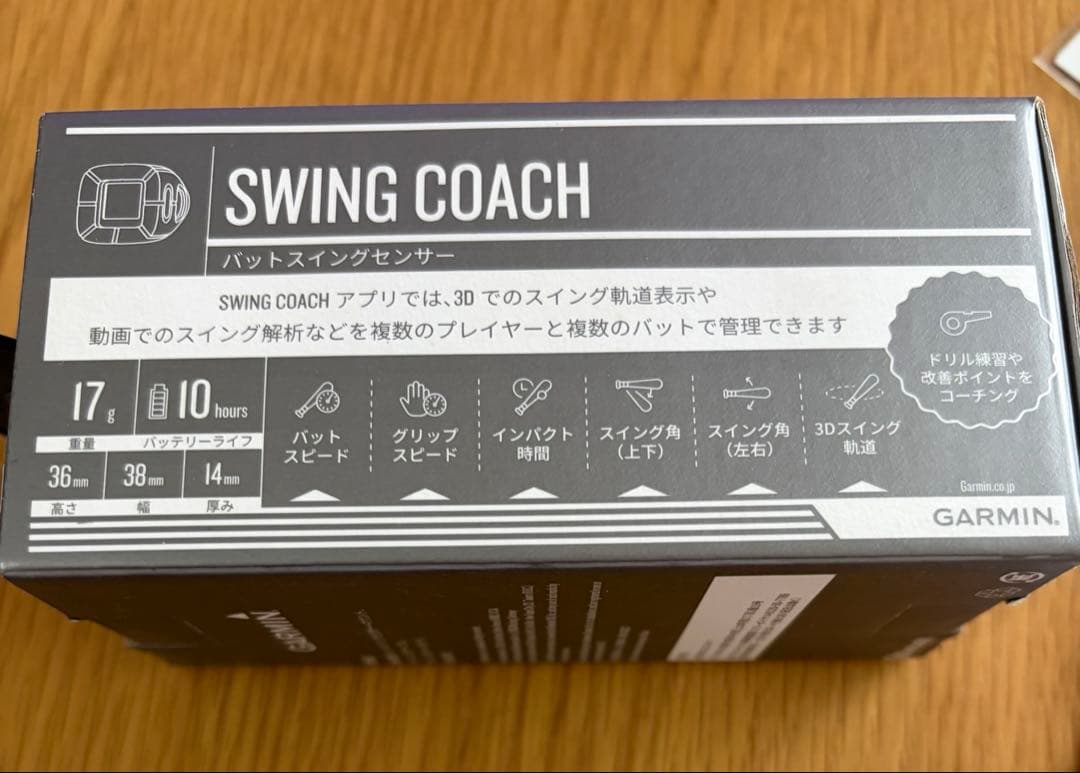 SWING COACH
バットスイングセンサー
SWING COACH アプリでは、3D でのスイング軌道表示や
動画でのスイング解析などを複数のプレイヤーと複数のバットで管理できます
ドリル練習や
改善ポイントを
コーチング
17g
重量
10 hours
バッテリーライフ
36mm
高さ
38mm
幅
14mm
厚み
バット
スピード
グリップ
スピード
インパクト
時間
スイング角
（上下）
スイング角
（左右）
3Dスイング
軌道
Garmin.co.jp
GARMIN®
GARMIN